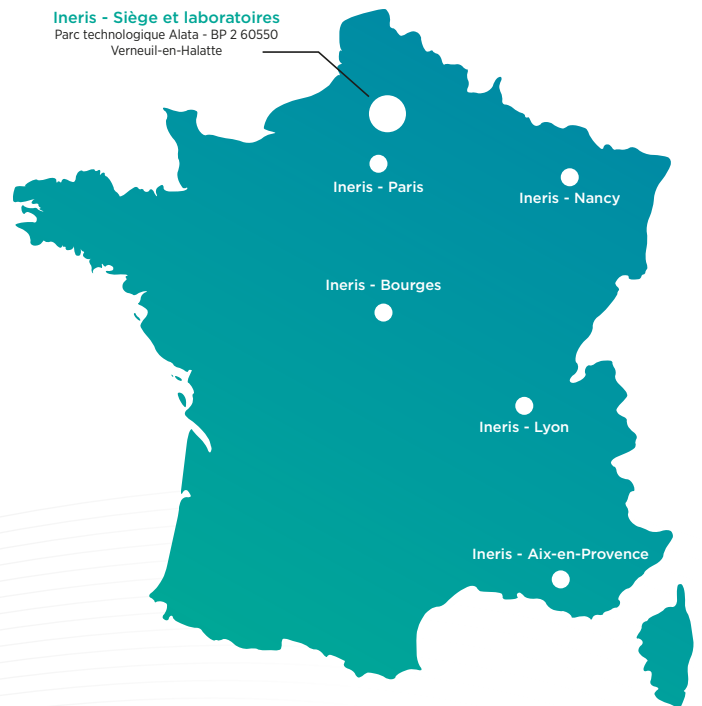 Ineris - Siège et laboratoires
Parc technologique Alata - BP 2 60550
Verneuil-en-Halatte
Ineris - Paris
Ineris - Nancy
Ineris - Bourges
Ineris - Lyon
Ineris - Aix-en-Provence